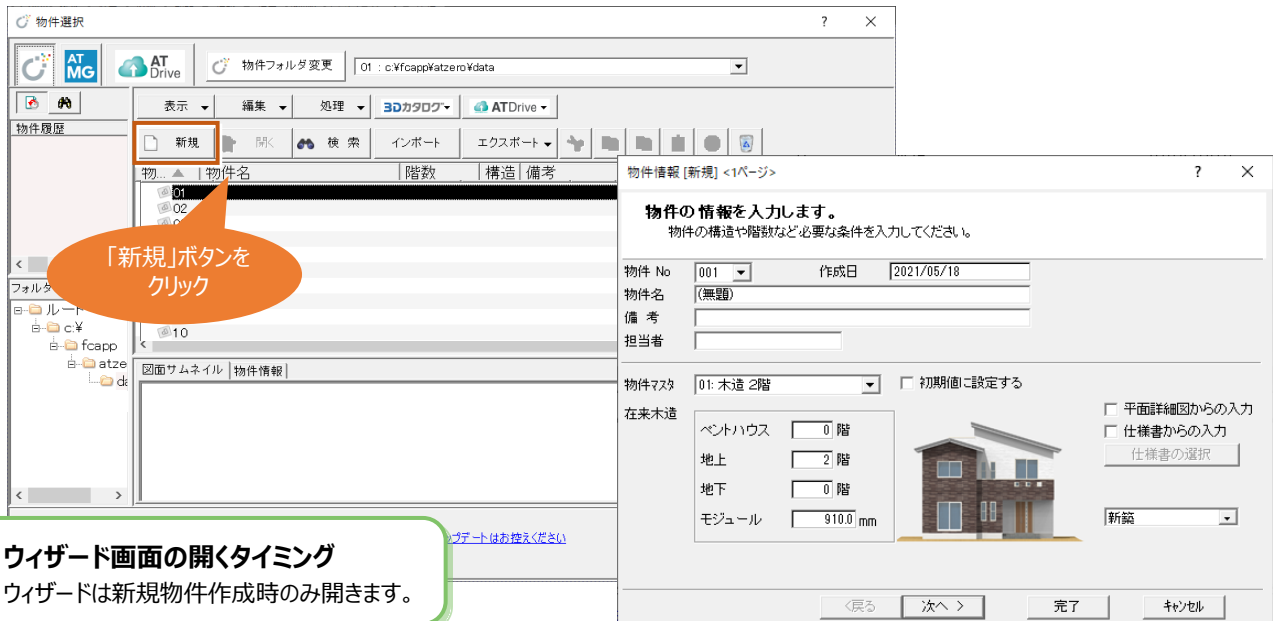 物件選択
AT MG
AT Drive
物件フォルダ変更
01 : c:¥fcapp¥atzero¥data
表示
編集
処理
3Dカタログ
ATDrive
物件履歴
新規
開く
検 索
インポート
エクスポート
物...
物件名
階数
構造
備考
01
02
10
「新規」ボタンを
クリック
フォルダ
ルート
c:¥
fcapp
atze
da
図面サムネイル
物件情報
ップデートはお控えください
ウィザード画面の開くタイミング
ウィザードは新規物件作成時のみ開きます。
物件情報 [新規] <1ページ>
物件の情報を入力します。
物件の構造や階数など必要な条件を入力してください。
物件 No
001
作成日
2021/05/18
物件名
(無題)
備 考
担当者
物件マスタ
01: 木造 2階
初期値に設定する
在来木造
ペントハウス
0 階
地上
2 階
地下
0 階
モジュール
910.0 mm
平面詳細図からの入力
仕様書からの入力
仕様書の選択
新築
<戻る
次へ >
完了
キャンセル